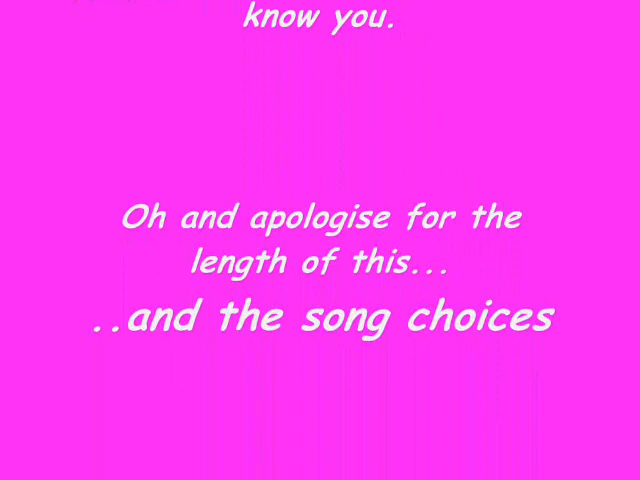 know you.
Oh and apologise for the
length of this...
..and the song choices